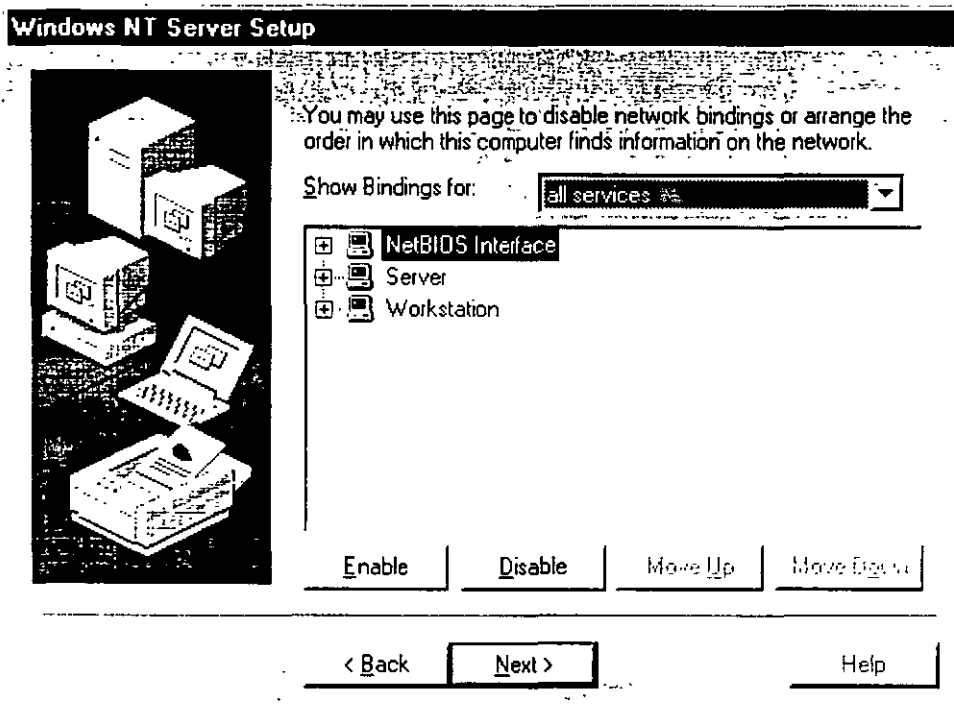 Windows NT Server Setup
You may use this page to disable network bindings or arrange the
order in which this computer finds information on the network.
Show Bindings for:
all services
NetBIOS Interface
Server
Workstation
Enable Disable Move Up Move Down
< Back Next > Help